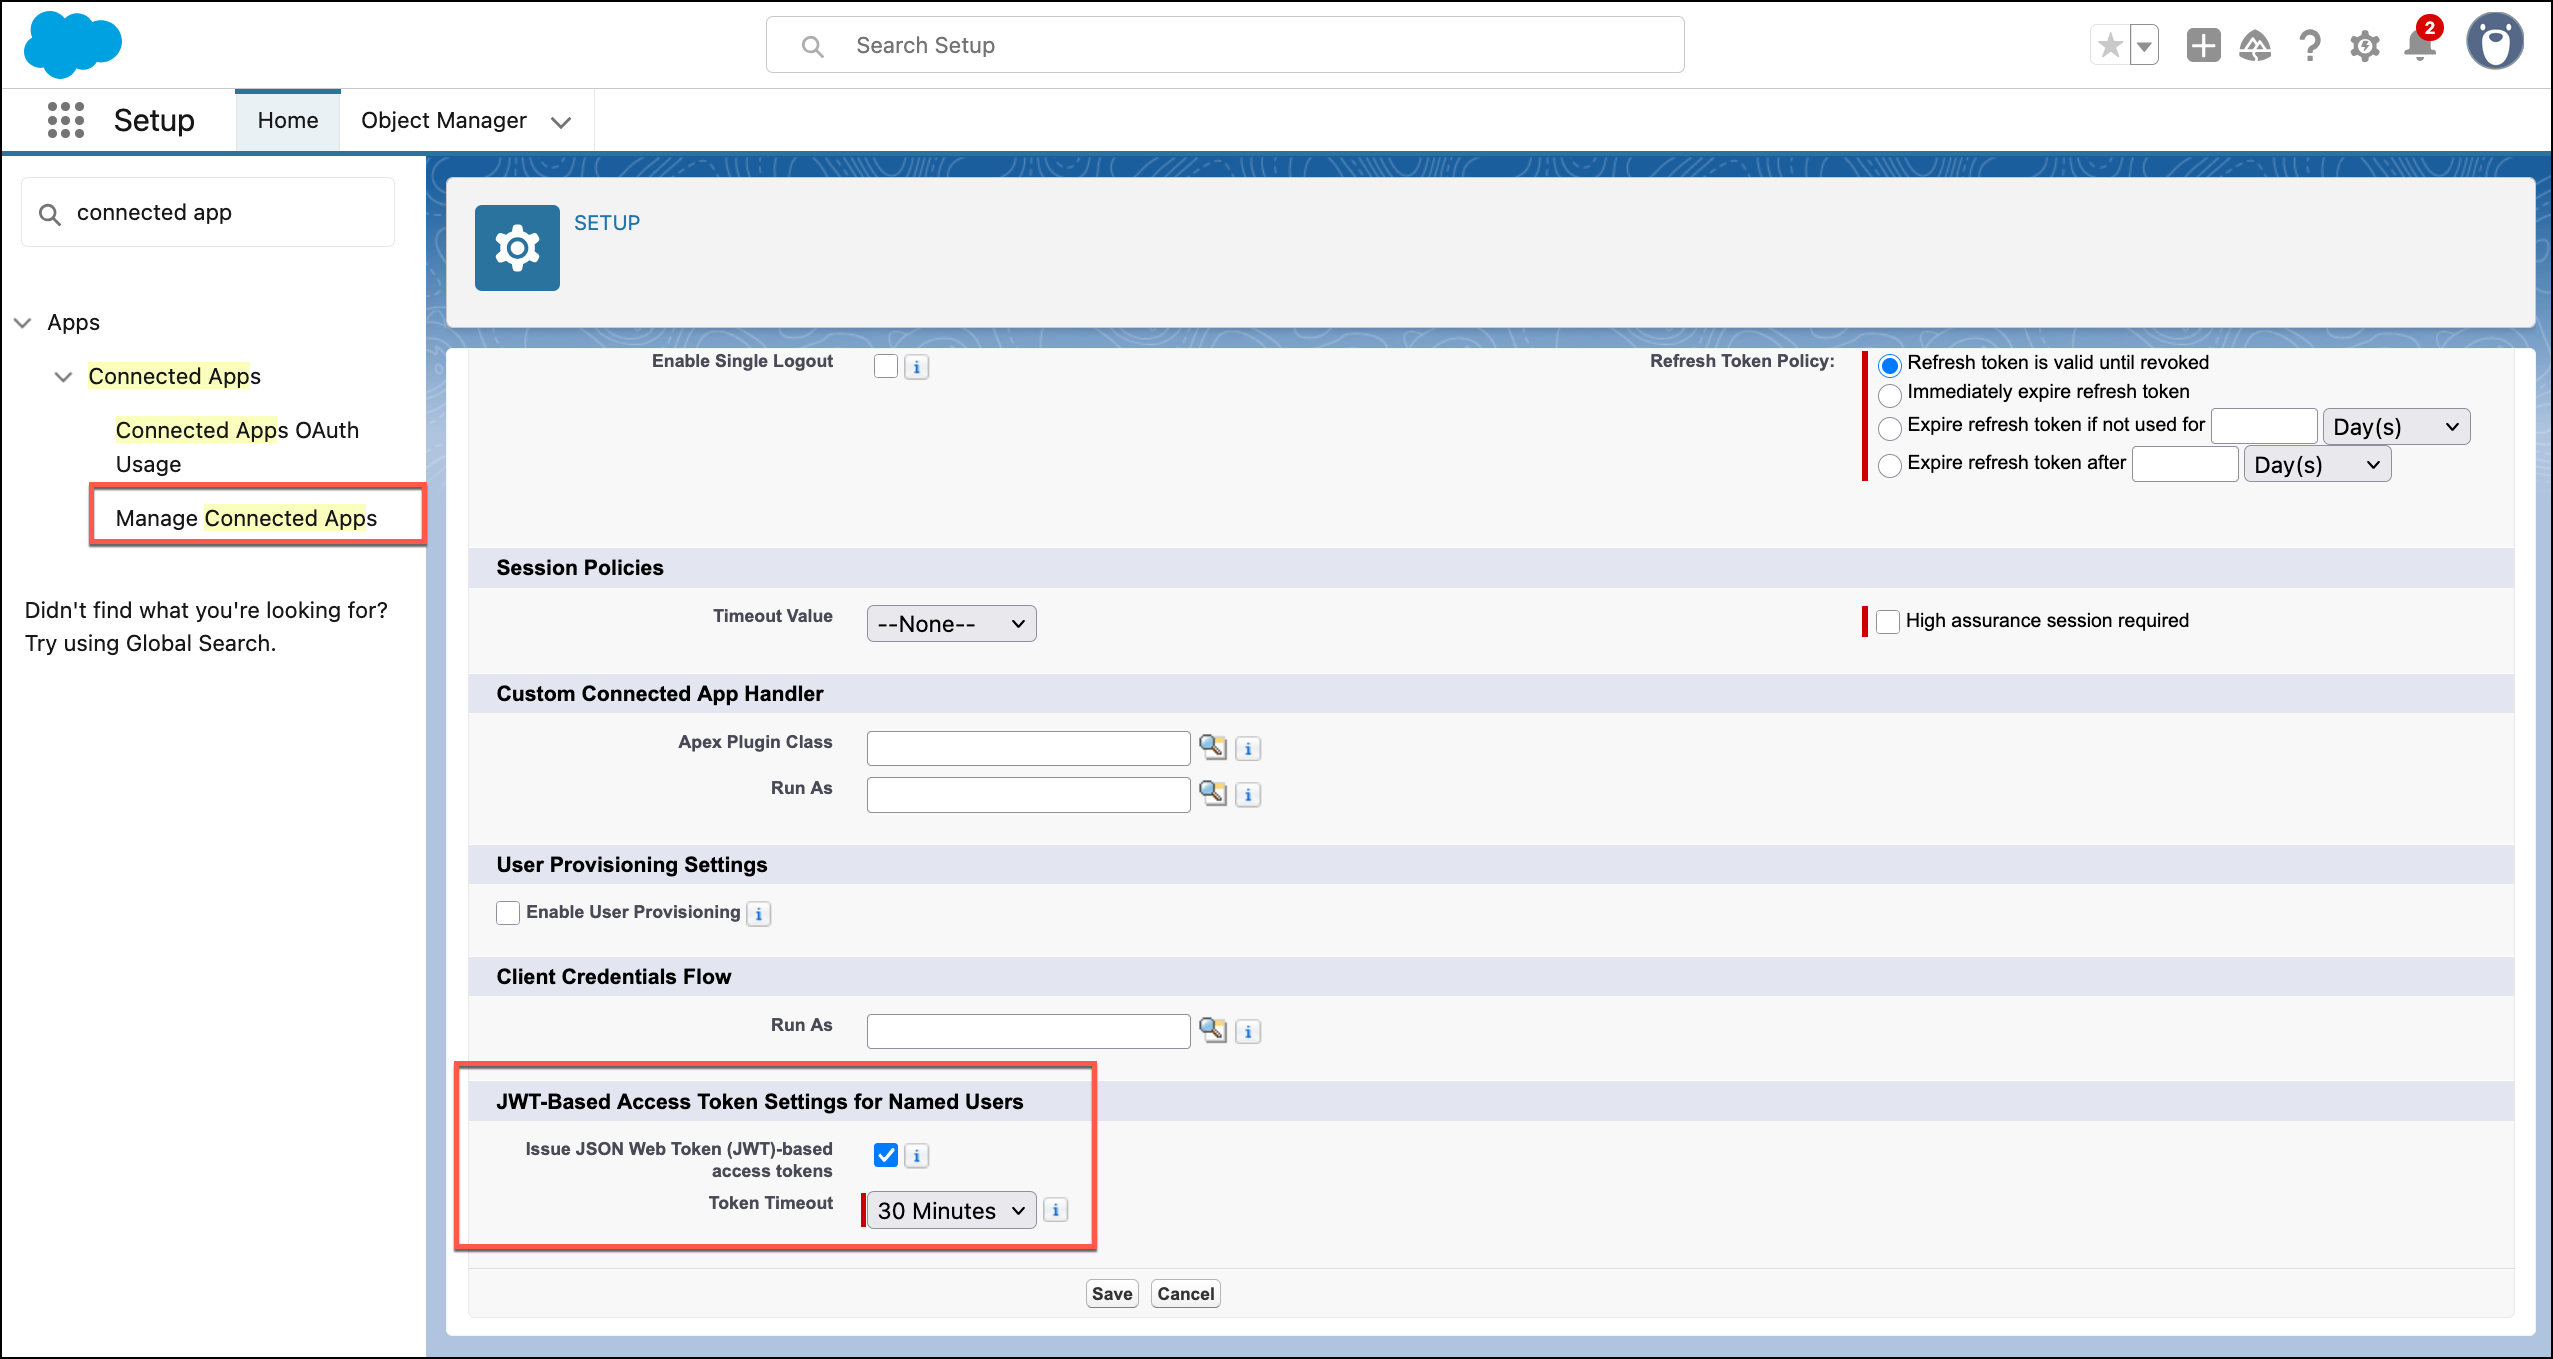 Search Setup
2
Setup
Home
Object Manager
connected app
Apps
Connected Apps
Connected Apps OAuth
Usage
Manage Connected Apps
Didn't find what you're looking for?
Try using Global Search.
SETUP
Enable Single Logout
Refresh Token Policy:
Refresh token is valid until revoked
Immediately expire refresh token
Expire refresh token if not used for
Day(s)
Expire refresh token after
Day(s)
Session Policies
Timeout Value
--None--
High assurance session required
Custom Connected App Handler
Apex Plugin Class
Run As
User Provisioning Settings
Enable User Provisioning
Client Credentials Flow
Run As
JWT-Based Access Token Settings for Named Users
Issue JSON Web Token (JWT)-based
access tokens
Token Timeout
30 Minutes
Save
Cancel